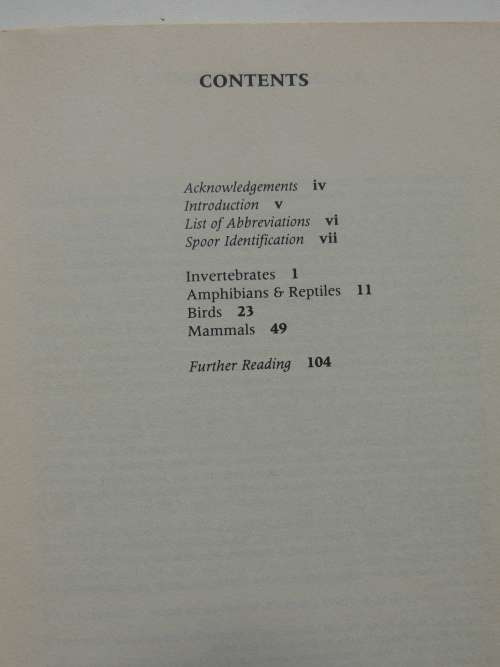 CONTENTS
Acknowledgements iv
Introduction v
List of Abbreviations vi
Spoor Identification vii
Invertebrates 1
Amphibians & Reptiles 11
Birds 23
Mammals 49
Further Reading 104